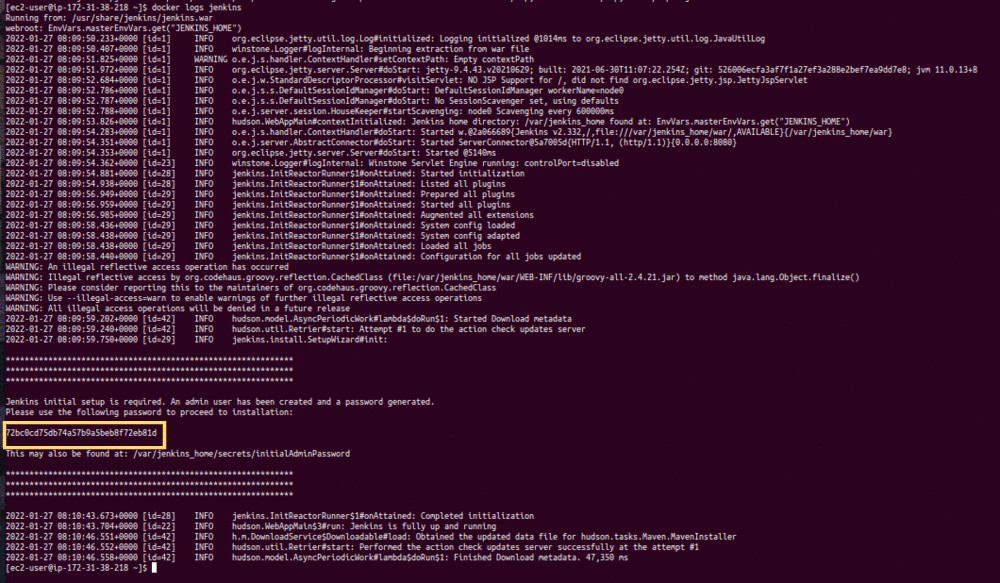 [ec2-user@ip-172-31-38-218 ~]$ docker logs jenkins
Running from: /usr/share/jenkins/jenkins.war
webroot: EnvVars.masterEnvVars.get("JENKINS_HOME")
2022-01-27 08:09:50.233+0000 [id=1] INFO org.eclipse.jetty.util.log.Log#initialized: Logging initialized @1014ms to org.eclipse.jetty.util.log.JavaUtilLog
2022-01-27 08:09:50.407+0000 [id=1] INFO winstone.Logger#logInternal: Beginning extraction from war file
2022-01-27 08:09:51.825+0000 [id=1] WARNING o.e.j.s.handler.ContextHandler#setContextPath: Empty contextPath
2022-01-27 08:09:51.972+0000 [id=1] INFO org.eclipse.jetty.server.Server#doStart: jetty-9.4.43.v20210629; built: 2021-06-30T11:07:22.254Z; git: 526006ecfa3af7f1a27ef3a288e2bef7ea9dd7e8; jvm 11.0.13+8
2022-01-27 08:09:52.684+0000 [id=1] INFO o.e.j.w.StandardDescriptorProcessor#visitServlet: NO JSP Support for /, did not find org.eclipse.jetty.jsp.JettyJspServlet
2022-01-27 08:09:52.786+0000 [id=1] INFO o.e.j.s.s.DefaultSessionIdManager#doStart: DefaultSessionIdManager workerName=node0
2022-01-27 08:09:52.787+0000 [id=1] INFO o.e.j.s.s.DefaultSessionIdManager#doStart: No SessionScavenger set, using defaults
2022-01-27 08:09:52.788+0000 [id=1] INFO o.e.j.server.session.HouseKeeper#startScavenging: node0 Scavenging every 600000ms
2022-01-27 08:09:53.826+0000 [id=1] INFO hudson.WebAppMain#contextInitialized: Jenkins home directory: /var/jenkins_home found at: EnvVars.masterEnvVars.get("JENKINS_HOME")
2022-01-27 08:09:54.283+0000 [id=1] INFO o.e.j.s.handler.ContextHandler#doStart: Started w.@2a066689{Jenkins v2.332,/,file:///var/jenkins_home/war/,AVAILABLE}{/var/jenkins_home/war}
2022-01-27 08:09:54.351+0000 [id=1] INFO o.e.j.server.AbstractConnector#doStart: Started ServerConnector@5a7005d{HTTP/1.1, (http/1.1)}{0.0.0.0:8080}
2022-01-27 08:09:54.353+0000 [id=1] INFO org.eclipse.jetty.server.Server#doStart: Started @5140ms
2022-01-27 08:09:54.362+0000 [id=23] INFO winstone.Logger#logInternal: Winstone Servlet Engine running: controlPort=disabled
2022-01-27 08:09:54.881+0000 [id=28] INFO jenkins.InitReactorRunner$1#onAttained: Started initialization
2022-01-27 08:09:54.938+0000 [id=28] INFO jenkins.InitReactorRunner$1#onAttained: Listed all plugins
2022-01-27 08:09:56.949+0000 [id=29] INFO jenkins.InitReactorRunner$1#onAttained: Prepared all plugins
2022-01-27 08:09:56.959+0000 [id=29] INFO jenkins.InitReactorRunner$1#onAttained: Started all plugins
2022-01-27 08:09:56.985+0000 [id=29] INFO jenkins.InitReactorRunner$1#onAttained: Augmented all extensions
2022-01-27 08:09:58.436+0000 [id=29] INFO jenkins.InitReactorRunner$1#onAttained: System config loaded
2022-01-27 08:09:58.438+0000 [id=29] INFO jenkins.InitReactorRunner$1#onAttained: System config adapted
2022-01-27 08:09:58.438+0000 [id=29] INFO jenkins.InitReactorRunner$1#onAttained: Loaded all jobs
2022-01-27 08:09:58.440+0000 [id=29] INFO jenkins.InitReactorRunner$1#onAttained: Configuration for all jobs updated
WARNING: An illegal reflective access operation has occurred
WARNING: Illegal reflective access by org.codehaus.groovy.reflection.CachedClass (file:/var/jenkins_home/war/WEB-INF/lib/groovy-all-2.4.21.jar) to method java.lang.Object.finalize()
WARNING: Please consider reporting this to the maintainers of org.codehaus.groovy.reflection.CachedClass
WARNING: Use --illegal-access=warn to enable warnings of further illegal reflective access operations
WARNING: All illegal access operations will be denied in a future release
2022-01-27 08:09:59.202+0000 [id=42] INFO hudson.model.AsyncPeriodicWork#lambda$doRun$1: Started Download metadata
2022-01-27 08:09:59.240+0000 [id=42] INFO hudson.util.Retrier#start: Attempt #1 to do the action check updates server
2022-01-27 08:09:59.750+0000 [id=29] INFO jenkins.install.SetupWizard#init:
*************************************************************
*************************************************************
*************************************************************
Jenkins initial setup is required. An admin user has been created and a password generated.
Please use the following password to proceed to installation:
72bc0cd75db74a57b9a5beb8f72eb81d
This may also be found at: /var/jenkins_home/secrets/initialAdminPassword
*************************************************************
*************************************************************
*************************************************************
2022-01-27 08:10:43.673+0000 [id=28] INFO jenkins.InitReactorRunner$1#onAttained: Completed initialization
2022-01-27 08:10:43.704+0000 [id=22] INFO hudson.WebAppMain$3#run: Jenkins is fully up and running
2022-01-27 08:10:46.551+0000 [id=42] INFO h.m.DownloadService$Downloadable#load: Obtained the updated data file for hudson.tasks.Maven.MavenInstaller
2022-01-27 08:10:46.552+0000 [id=42] INFO hudson.util.Retrier#start: Performed the action check updates server successfully at the attempt #1
2022-01-27 08:10:46.558+0000 [id=42] INFO hudson.model.AsyncPeriodicWork#lambda$doRun$1: Finished Download metadata. 47,350 ms
[ec2-user@ip-172-31-38-218 ~]$